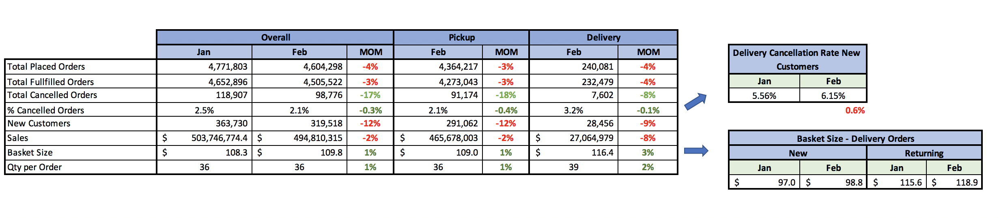 Overall Pickup Delivery
Jan Feb MOM Feb MOM Feb MOM
Total Placed Orders 4,771,803 4,604,298 -4% 4,364,217 -3% 240,081 -4%
Total Fullfilled Orders 4,652,896 4,505,522 -3% 4,273,043 -3% 232,479 -4%
Total Cancelled Orders 118,907 98,776 -17% 91,174 -18% 7,602 -8%
% Cancelled Orders 2.5% 2.1% -0.3% 2.1% -0.4% 3.2% -0.1%
New Customers 363,730 319,518 -12% 291,062 -12% 28,456 -9%
Sales $ 503,746,774.4 $ 494,810,315 -2% $ 465,678,003 -2% $ 27,064,979 -8%
Basket Size $ 108.3 $ 109.8 1% $ 109.0 1% $ 116.4 3%
Qty per Order 36 36 1% 36 1% 39 2%
Delivery Cancellation Rate New
Customers
Jan Feb
5.56% 6.15%
0.6%
Basket Size - Delivery Orders
New Returning
Jan Feb Jan Feb
$ 97.0 $ 98.8 $ 115.6 $ 118.9